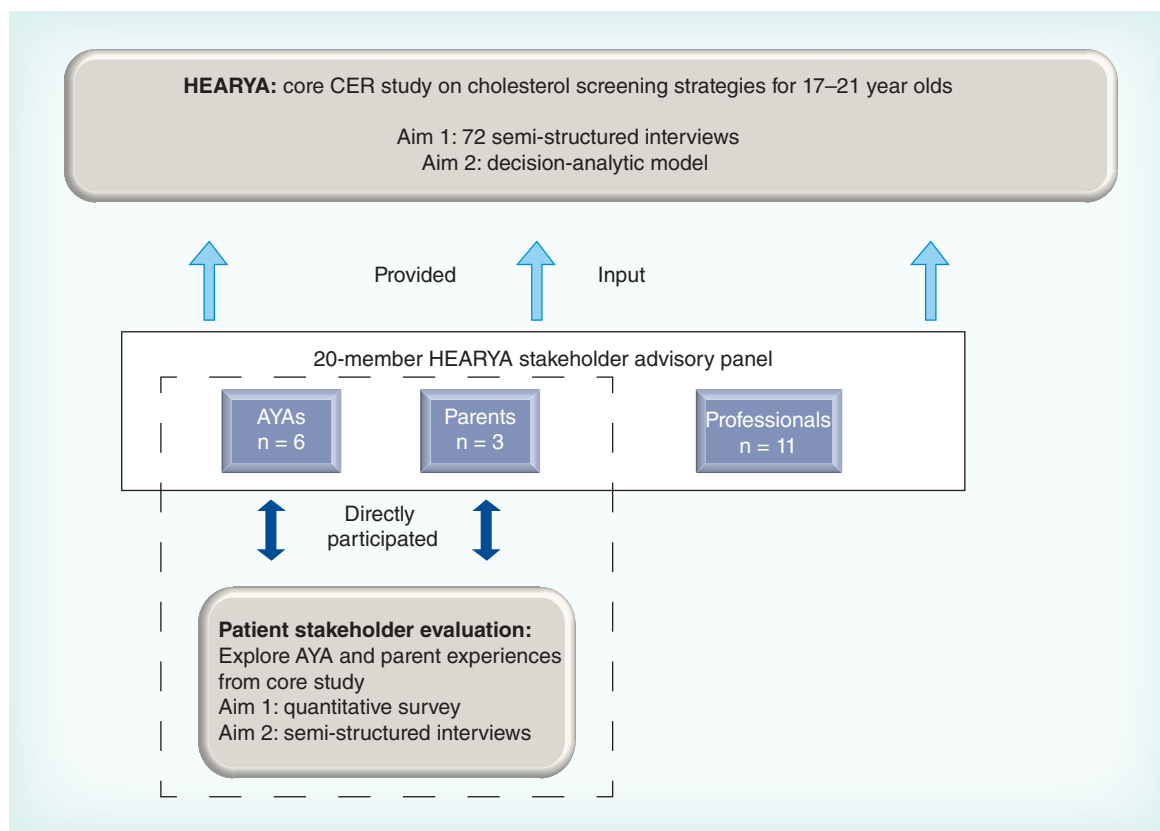 HEARYA: core CER study on cholesterol screening strategies for 17–21 year olds
Aim 1: 72 semi-structured interviews
Aim 2: decision-analytic model
Provided Input
20-member HEARYA stakeholder advisory panel
AYAs
n = 6
Parents
n = 3
Professionals
n = 11
Directly
participated
Patient stakeholder evaluation:
Explore AYA and parent experiences
from core study
Aim 1: quantitative survey
Aim 2: semi-structured interviews